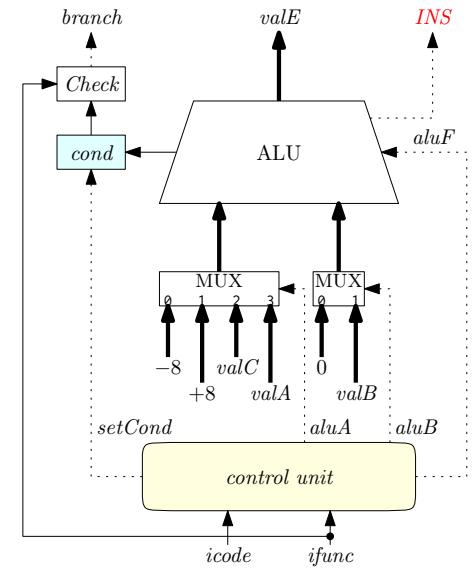 branch valE INS
Check
aluF
cond ALU
MUX MUX
0 1 2 3 0 1
−8 valC 0
+8 valA valB
setCond aluA aluB
control unit
icode ifunc